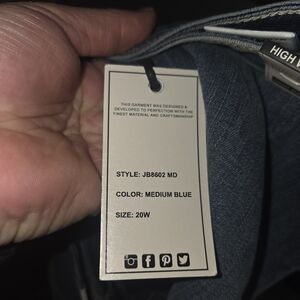 THIS GARMENT WAS DESIGNED &
DEVELOPED TO PERFECTION WITH THE
FINEST MATERIAL AND CRAFTSMANSHIP
HIGH
STYLE: JB8602 MD
COLOR: MEDIUM BLUE
SIZE: 20W